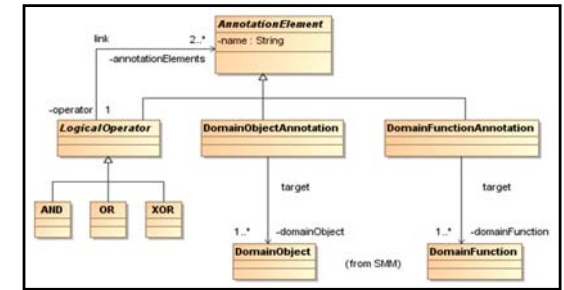 AnnotationElement
link
2..*
-name : String
-annotationElements
-operator 1
LogicalOperator
DomainObjectAnnotation
DomainFunctionAnnotation
target
target
AND
OR
XOR
1..*
-domainObject
1..*
-domainFunction
DomainObject
(from SMM)
DomainFunction